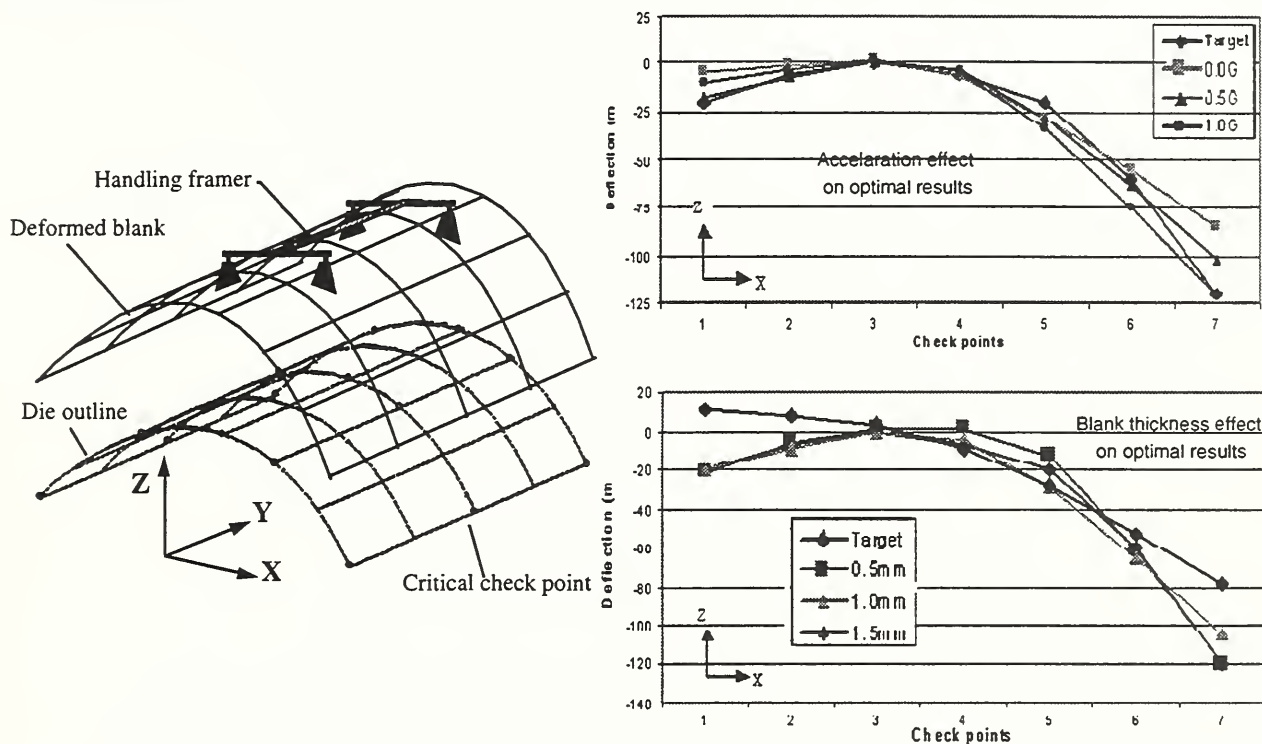 Handling framer
Deformed blank
Die outline
Z
Y
X
Critical check point
25
0
-25
-50
-75
-100
-125
Deflection (m
Accelaration effect
on optimal results
Z
X
Target
0.0G
0.5G
1.0G
1 2 3 4 5 6 7
Check points
20
0
-20
-40
-60
-80
-100
-120
-140
Deflection (m
Blank thickness effect
on optimal results
Target
0.5mm
1.0mm
1.5mm
Z
X
1 2 3 4 5 6 7
Check points